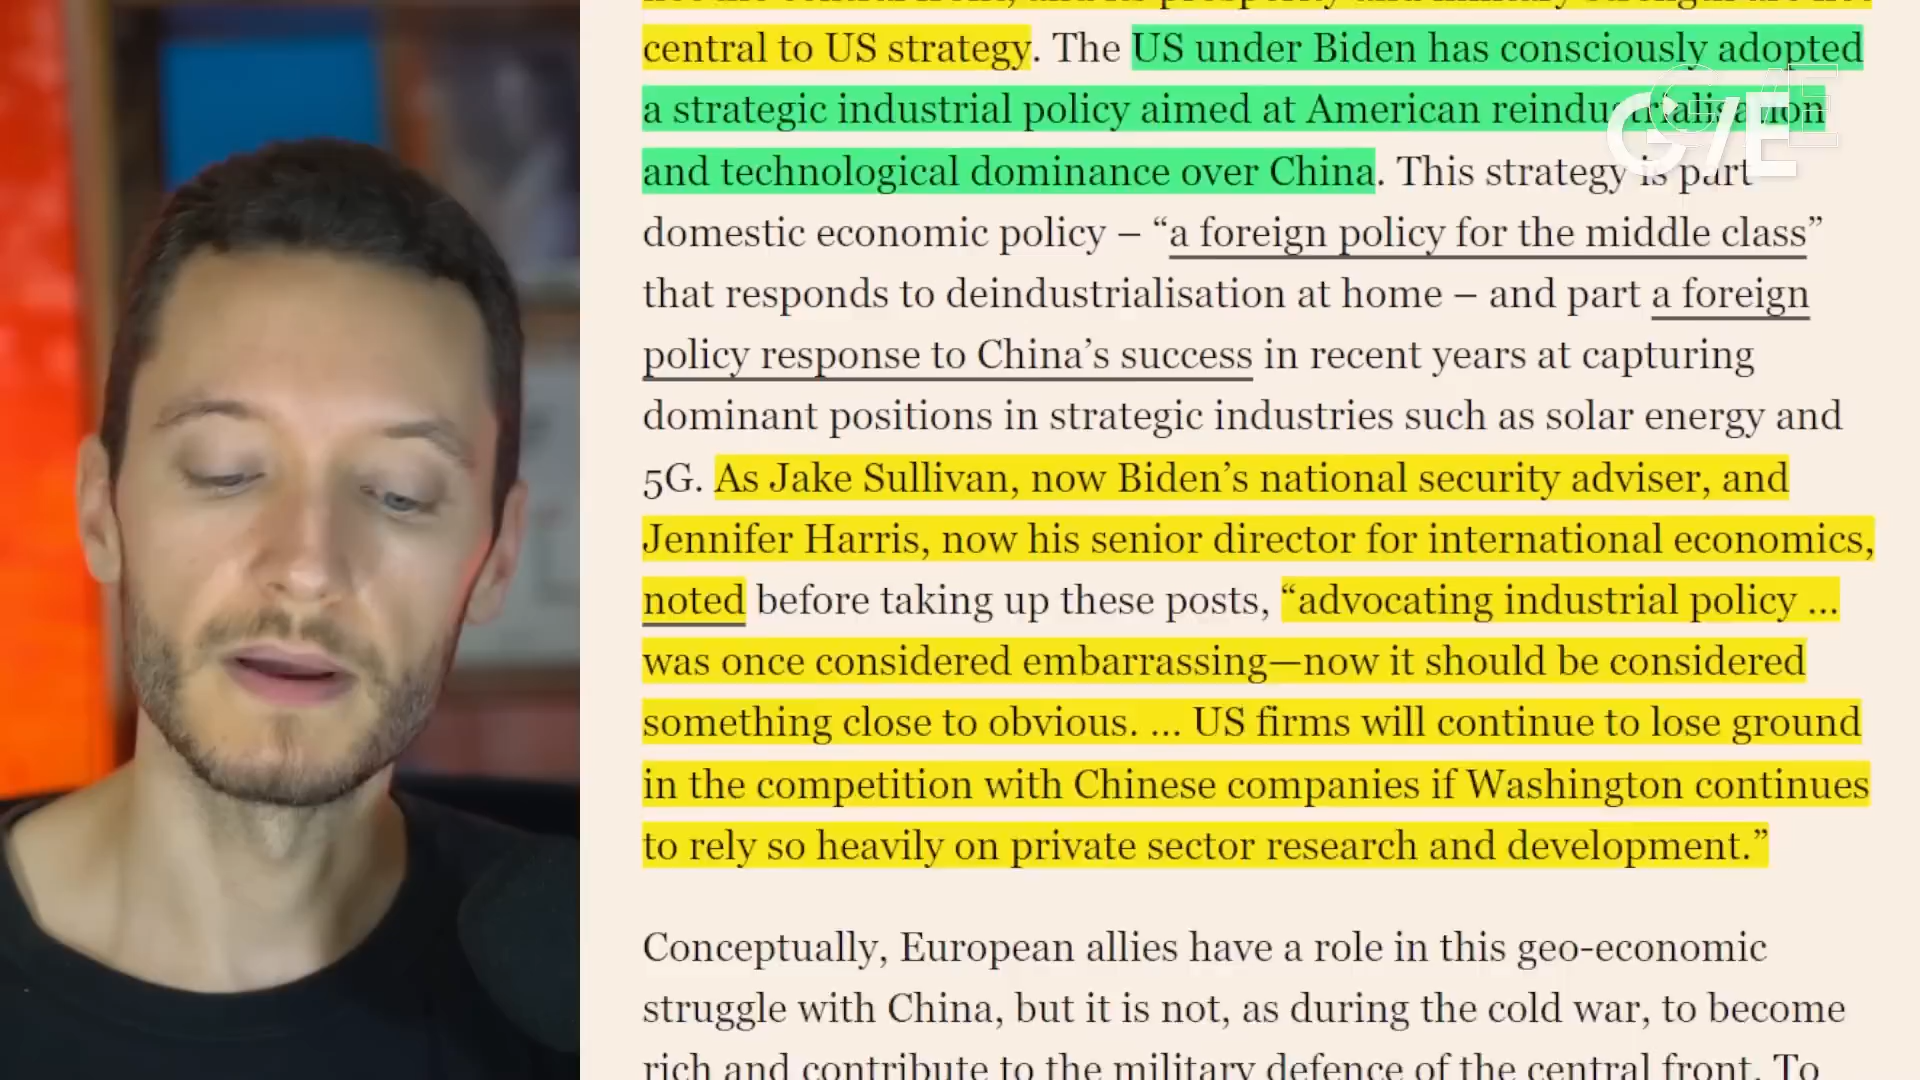 central to US strategy. The US under Biden has consciously adopted
a strategic industrial policy aimed at American reindustrialisation
and technological dominance over China. This strategy is part
domestic economic policy – “a foreign policy for the middle class”
that responds to deindustrialisation at home – and part a foreign
policy response to China’s success in recent years at capturing
dominant positions in strategic industries such as solar energy and
5G. As Jake Sullivan, now Biden’s national security adviser, and
Jennifer Harris, now his senior director for international economics,
noted before taking up these posts, “advocating industrial policy ...
was once considered embarrassing—now it should be considered
something close to obvious. ... US firms will continue to lose ground
in the competition with Chinese companies if Washington continues
to rely so heavily on private sector research and development.”
Conceptually, European allies have a role in this geo-economic
struggle with China, but it is not, as during the cold war, to become
rich and contribute to the military defence of the central front. To